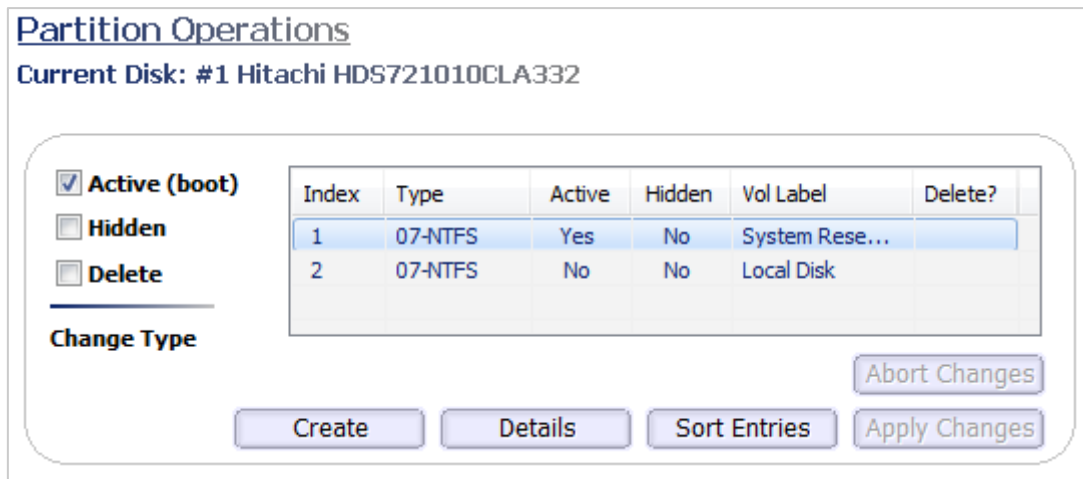 Partition Operations
Current Disk: #1 Hitachi HDS721010CLA332
Active (boot)
Hidden
Delete
Change Type
Index Type Active Hidden Vol Label Delete?
1 07-NTFS Yes No System Rese...
2 07-NTFS No No Local Disk
Abort Changes
Create Details Sort Entries Apply Changes